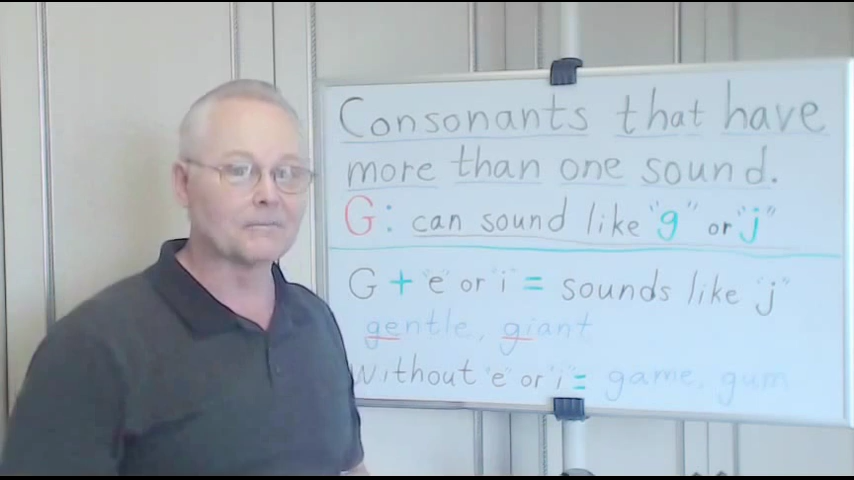 Consonants that have
more than one sound.
G: can sound like "g" or "j"
G + "e" or "i" = sounds like "j"
gentle, giant
Without "e" or "i" = game, gum